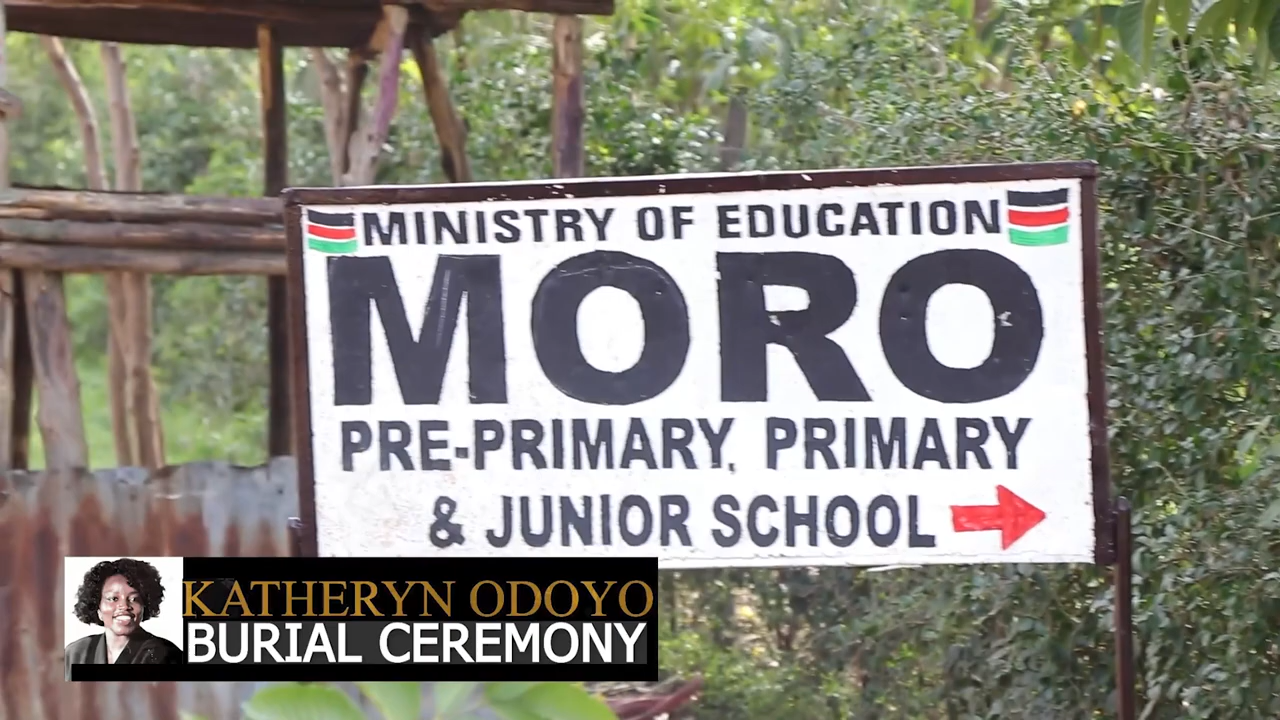 MINISTRY OF EDUCATION
MORO
PRE-PRIMARY, PRIMARY
& JUNIOR SCHOOL
KATHERYN ODOYO
BURIAL CEREMONY